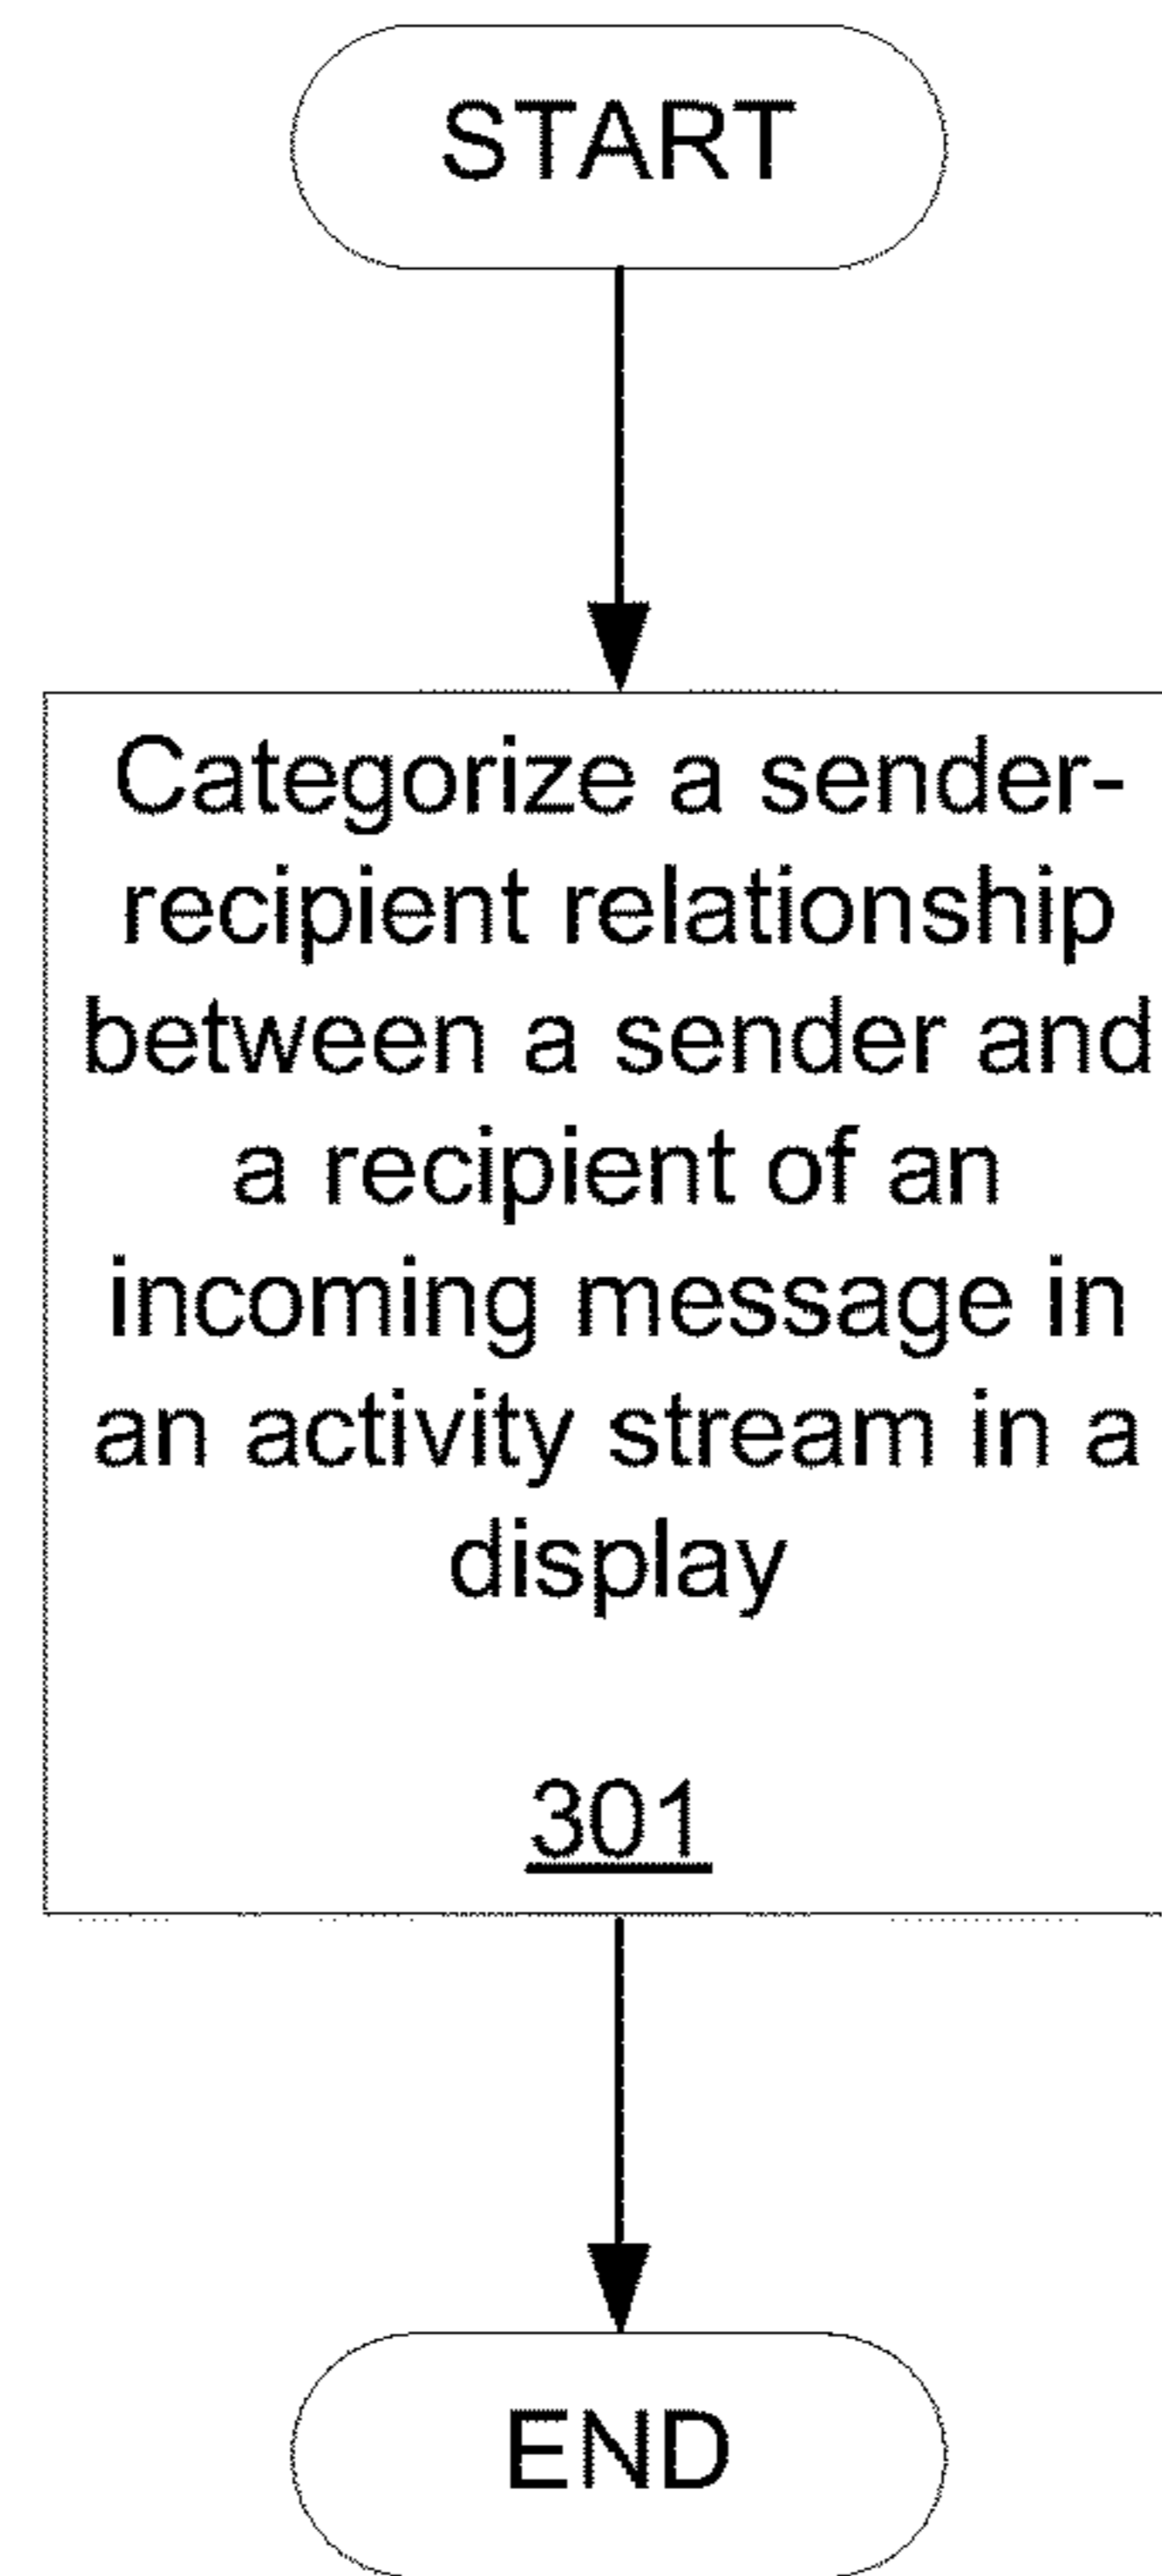 START
Categorize a sender-
recipient relationship
between a sender and
a recipient of an
incoming message in
an activity stream in a
display
301
END